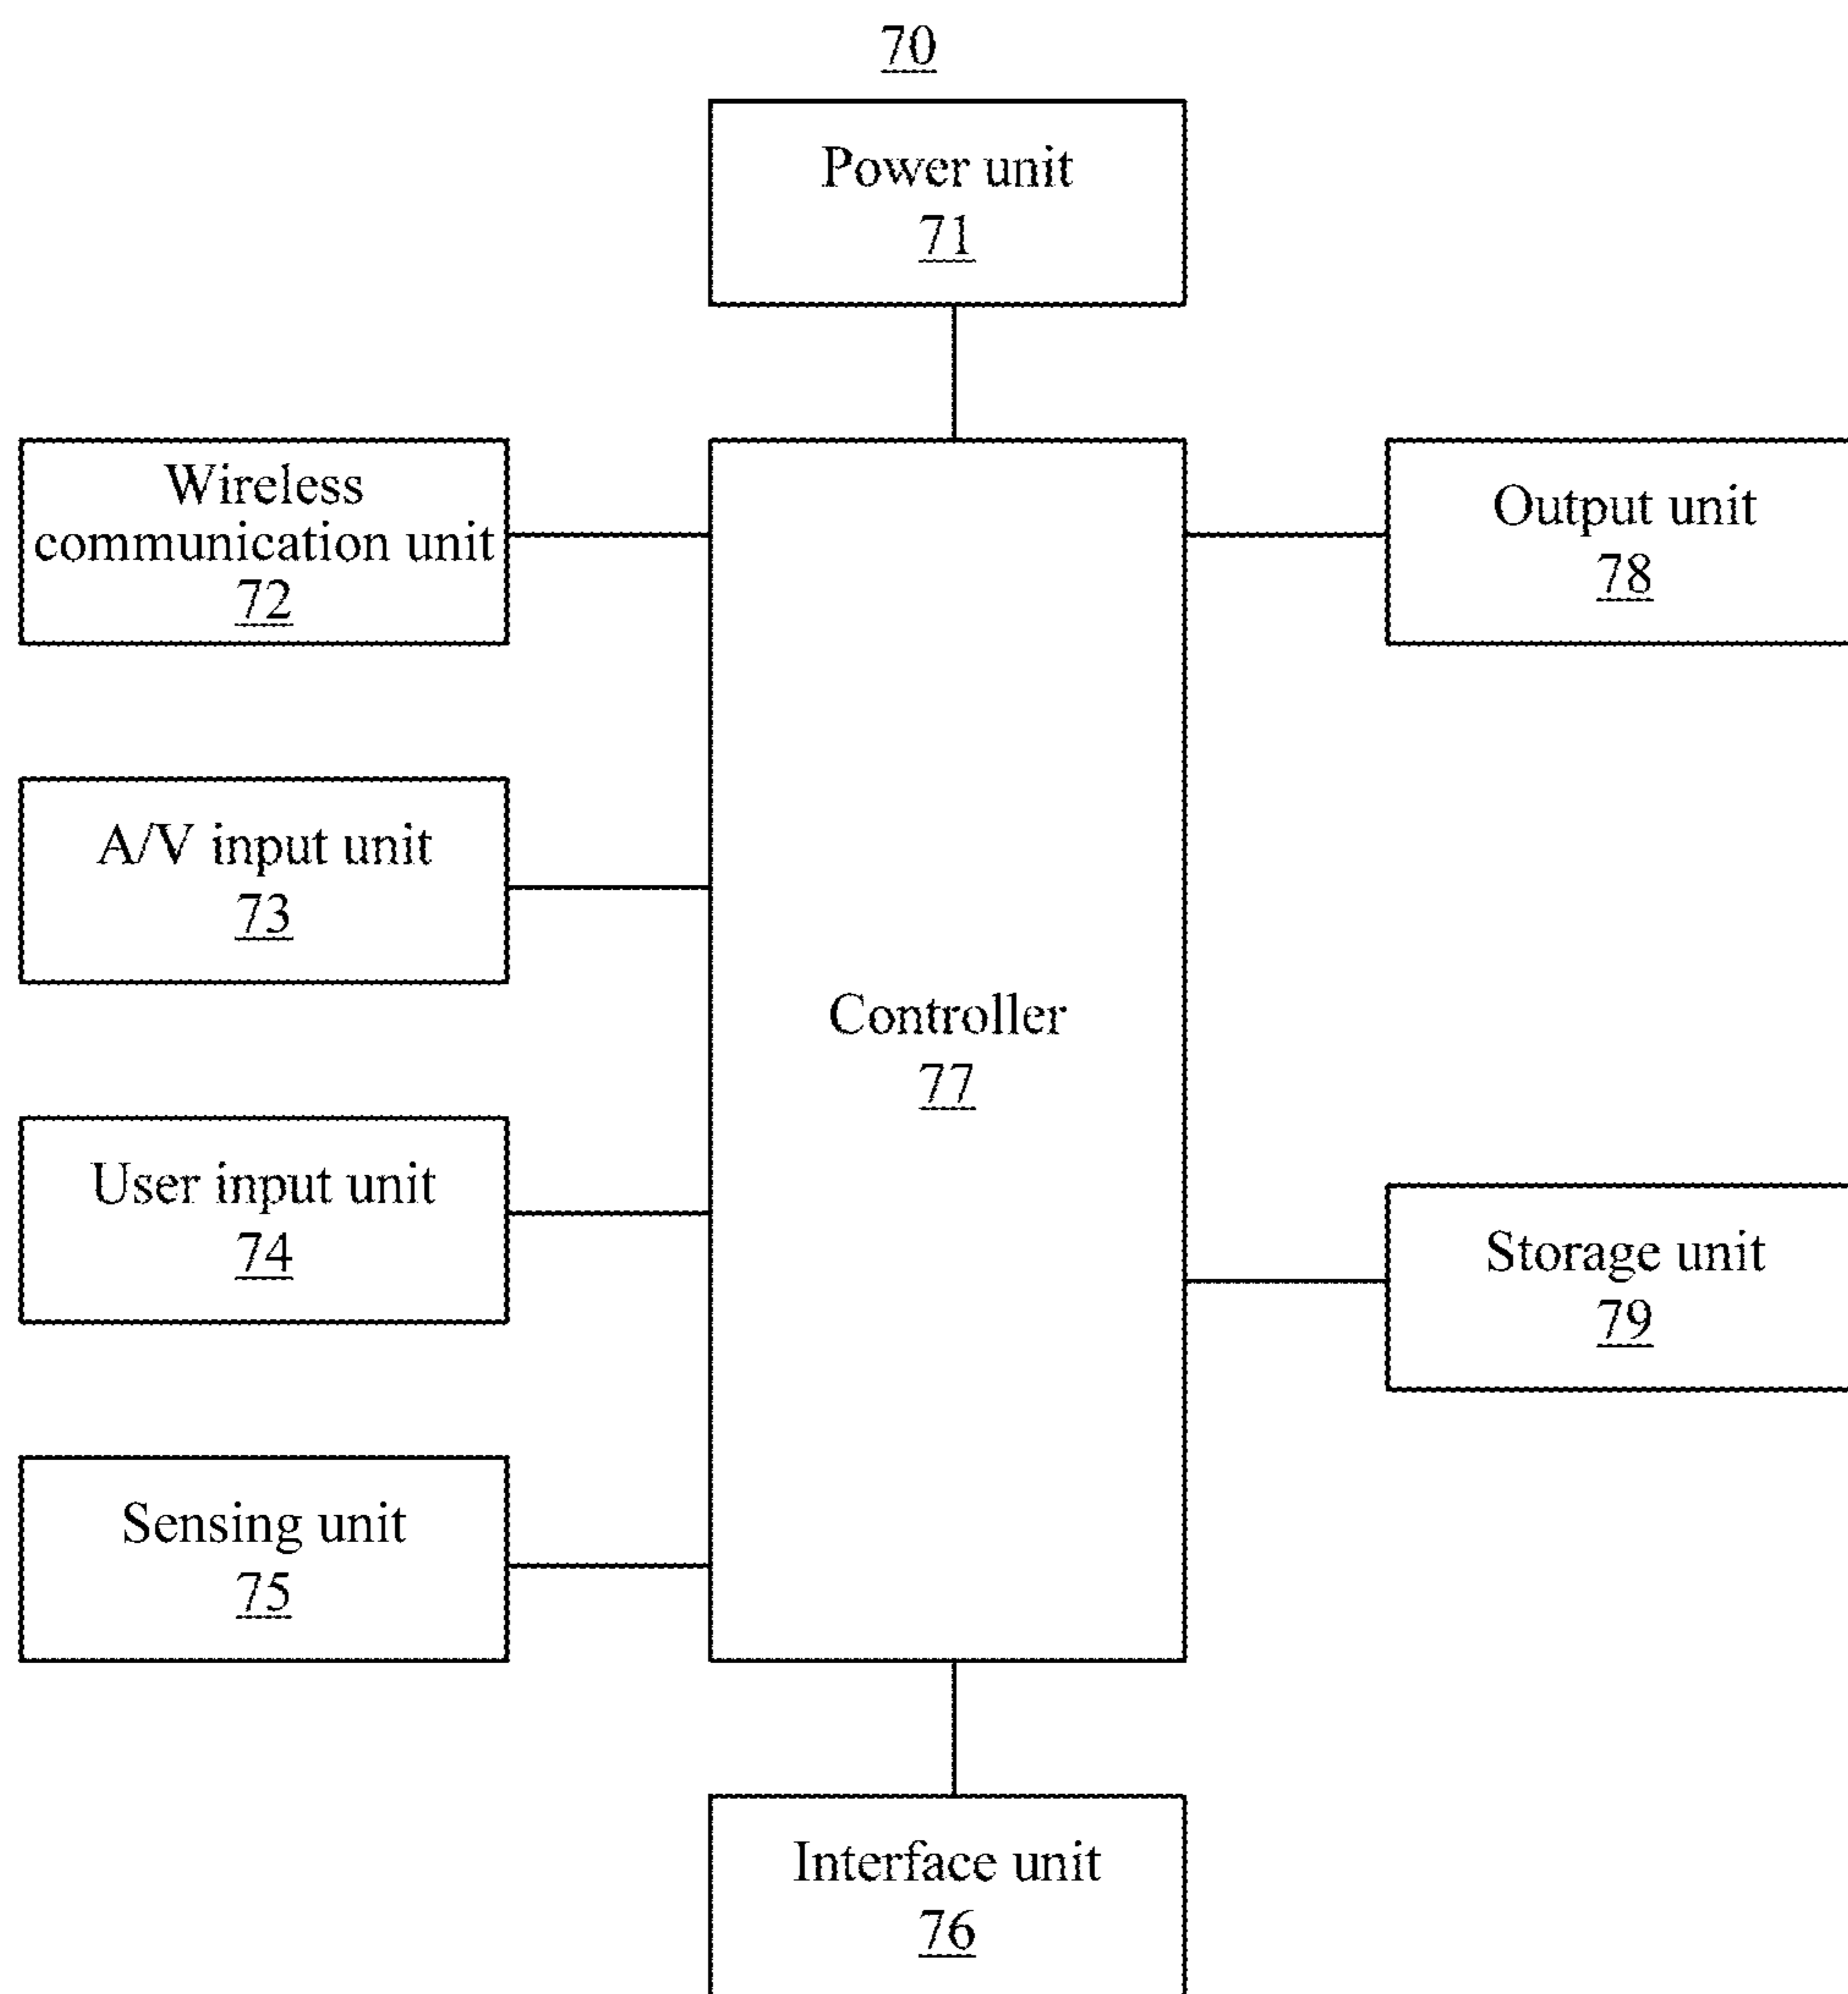 70
Power unit
71
Wireless
communication unit
72
Output unit
78
A/V input unit
73
Controller
77
User input unit
74
Storage unit
79
Sensing unit
75
Interface unit
76